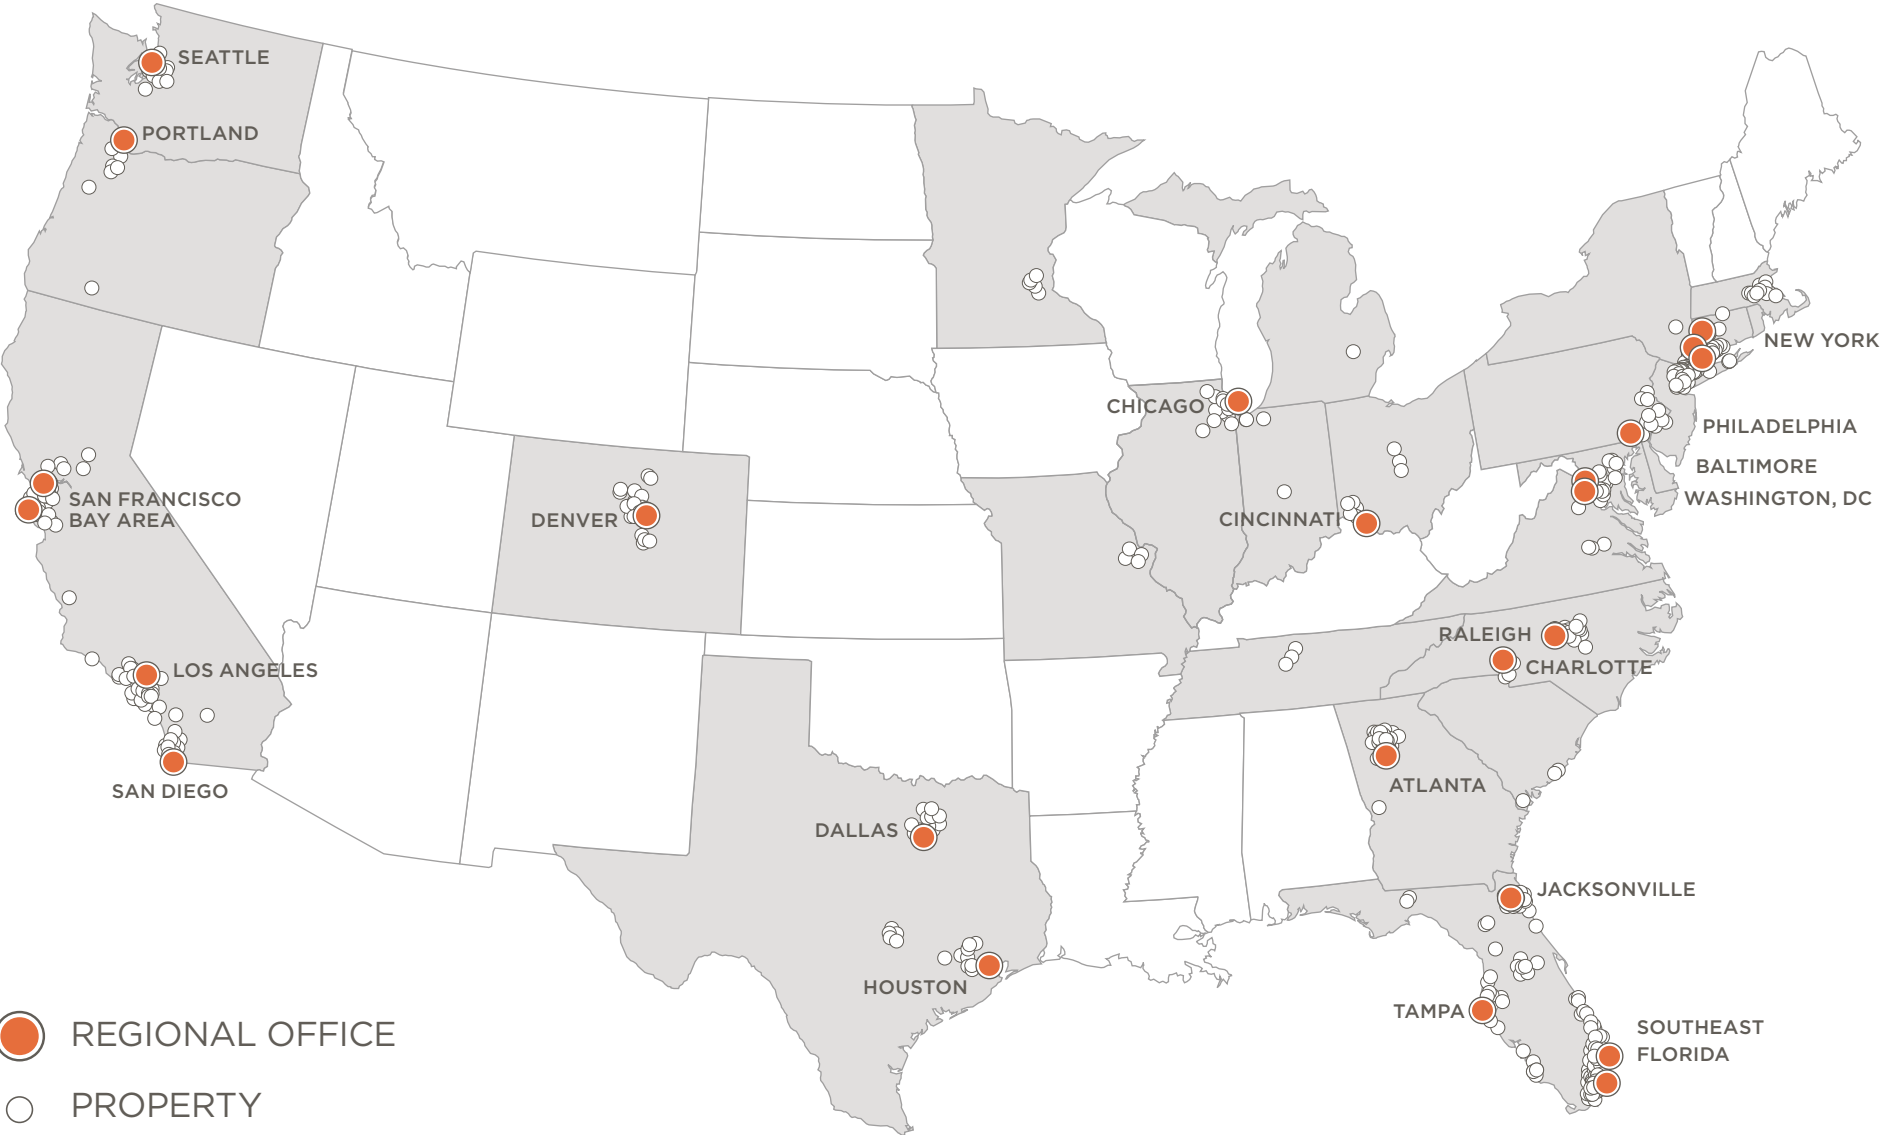 SEATTLE
PORTLAND
NEW YORK
CHICAGO
PHILADELPHIA
BALTIMORE
WASHINGTON, DC
SAN FRANCISCO
BAY AREA
DENVER
CINCINNATI
RALEIGH
CHARLOTTE
LOS ANGELES
SAN DIEGO
ATLANTA
DALLAS
JACKSONVILLE
HOUSTON
TAMPA
SOUTHEAST
FLORIDA
REGIONAL OFFICE
PROPERTY